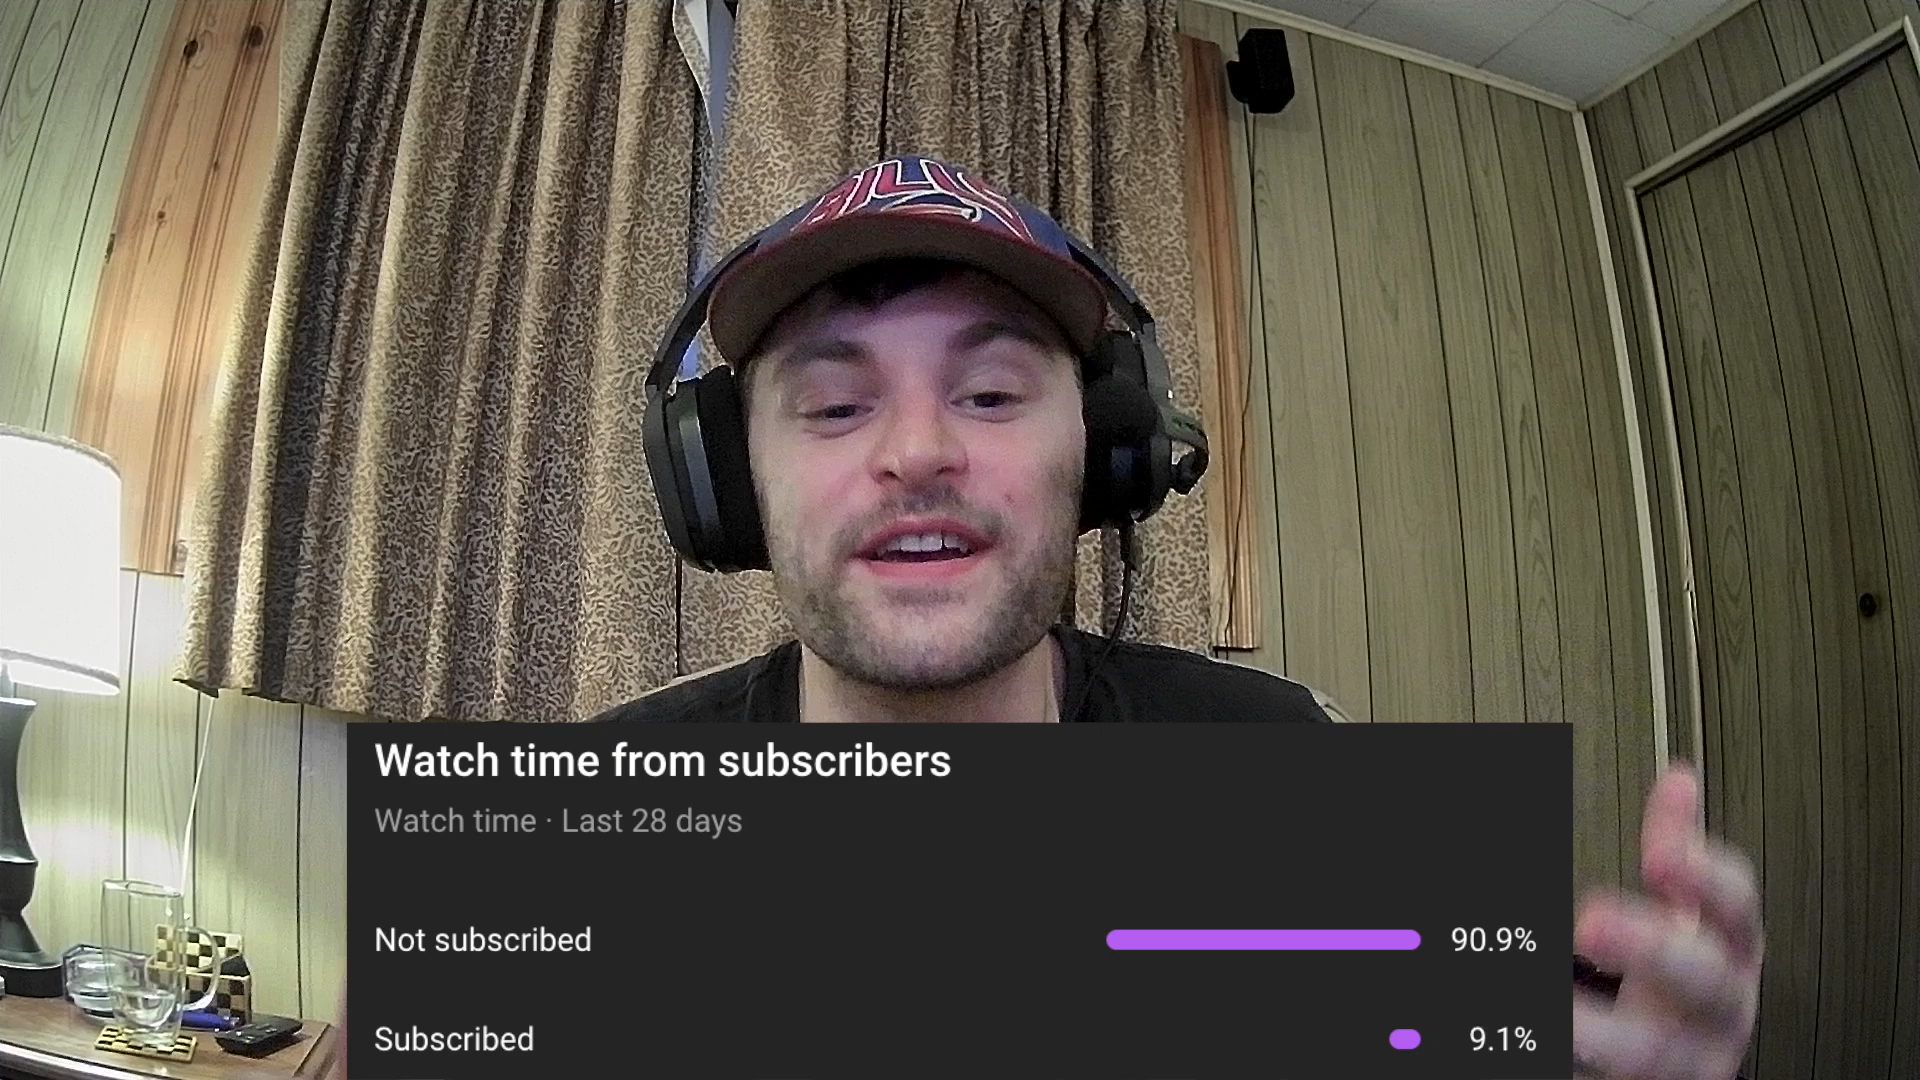 Watch time from subscribers
Watch time · Last 28 days
Not subscribed 90.9%
Subscribed 9.1%